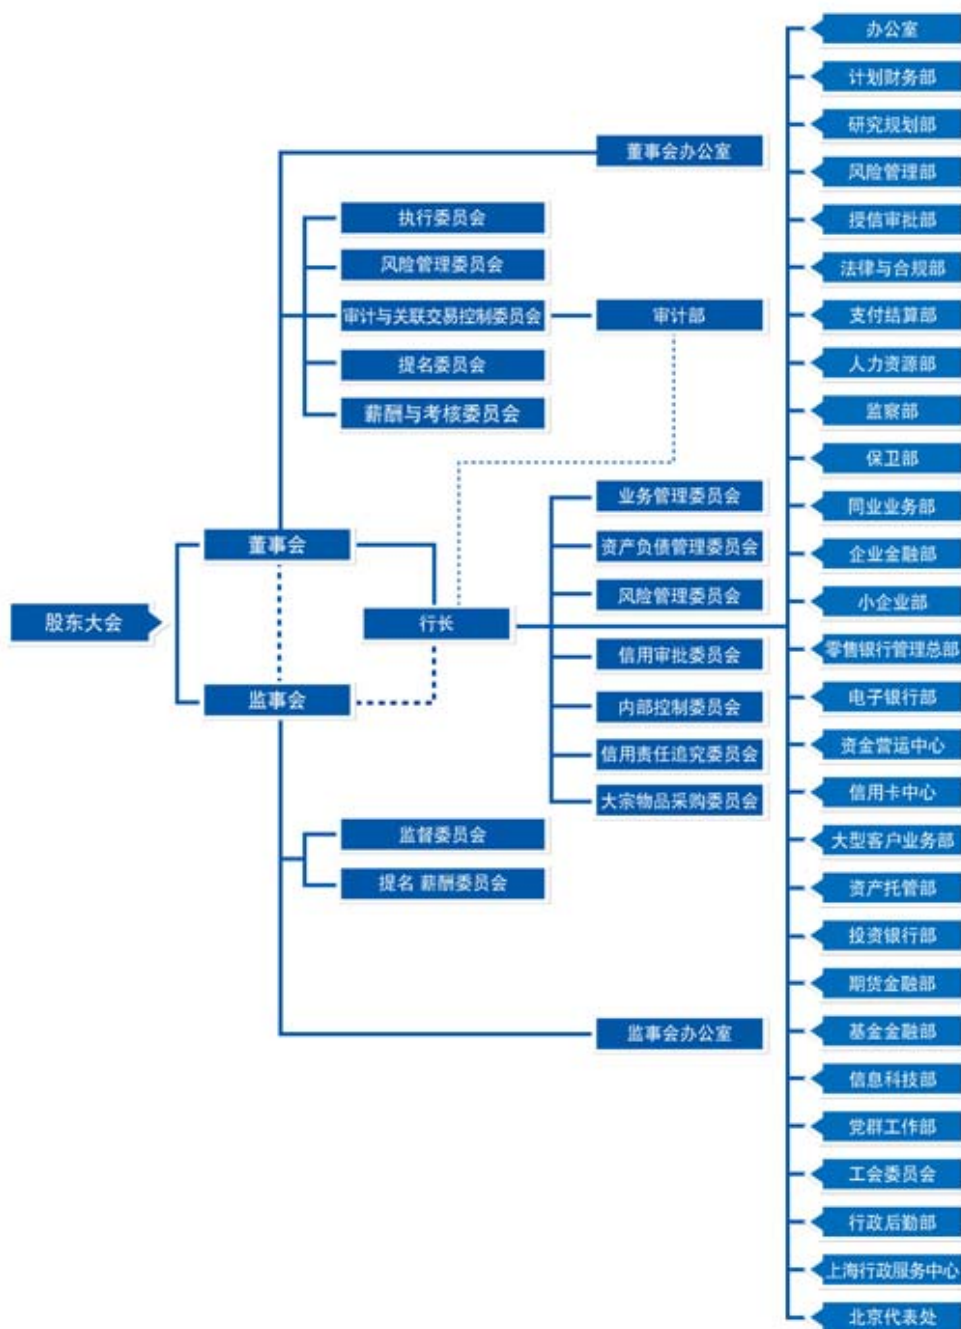 股东大会
董事会
监事会
行长
董事会办公室
执行委员会
风险管理委员会
审计与关联交易控制委员会
提名委员会
薪酬与考核委员会
审计部
业务管理委员会
资产负债管理委员会
风险管理委员会
信用审批委员会
内部控制委员会
信用责任追究委员会
大宗物品采购委员会
监督委员会
提名 薪酬委员会
监事会办公室
办公室
计划财务部
研究规划部
风险管理部
授信审批部
法律与合规部
支付结算部
人力资源部
监察部
保卫部
同业业务部
企业金融部
小企业部
零售银行管理总部
电子银行部
资金营运中心
信用卡中心
大型客户业务部
资产托管部
投资银行部
期货金融部
基金金融部
信息科技部
党群工作部
工会委员会
行政后勤部
上海行政服务中心
北京代表处